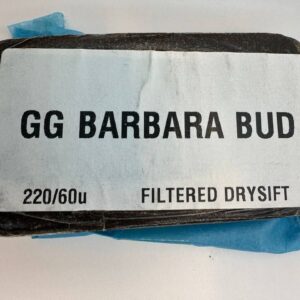 GG BARBARA BUD
220/60u FILTERED DRYSIFT